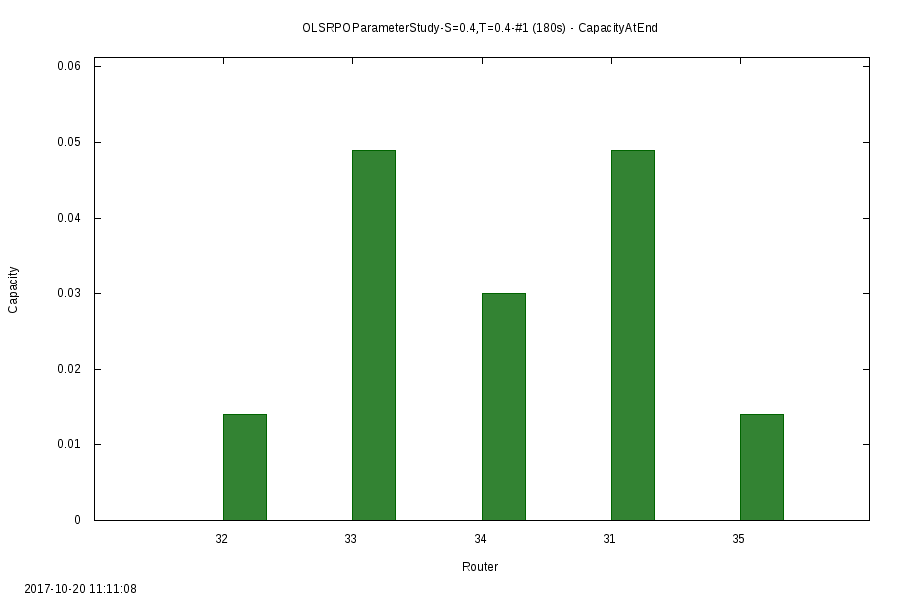 OLSRPOParameterStudy-S=0.4,T=0.4-#1 (180s) - CapacityAtEnd
0.06
0.05
0.04
0.03
0.02
0.01
0
Capacity
32 33 34 31 35
Router
2017-10-20 11:11:08